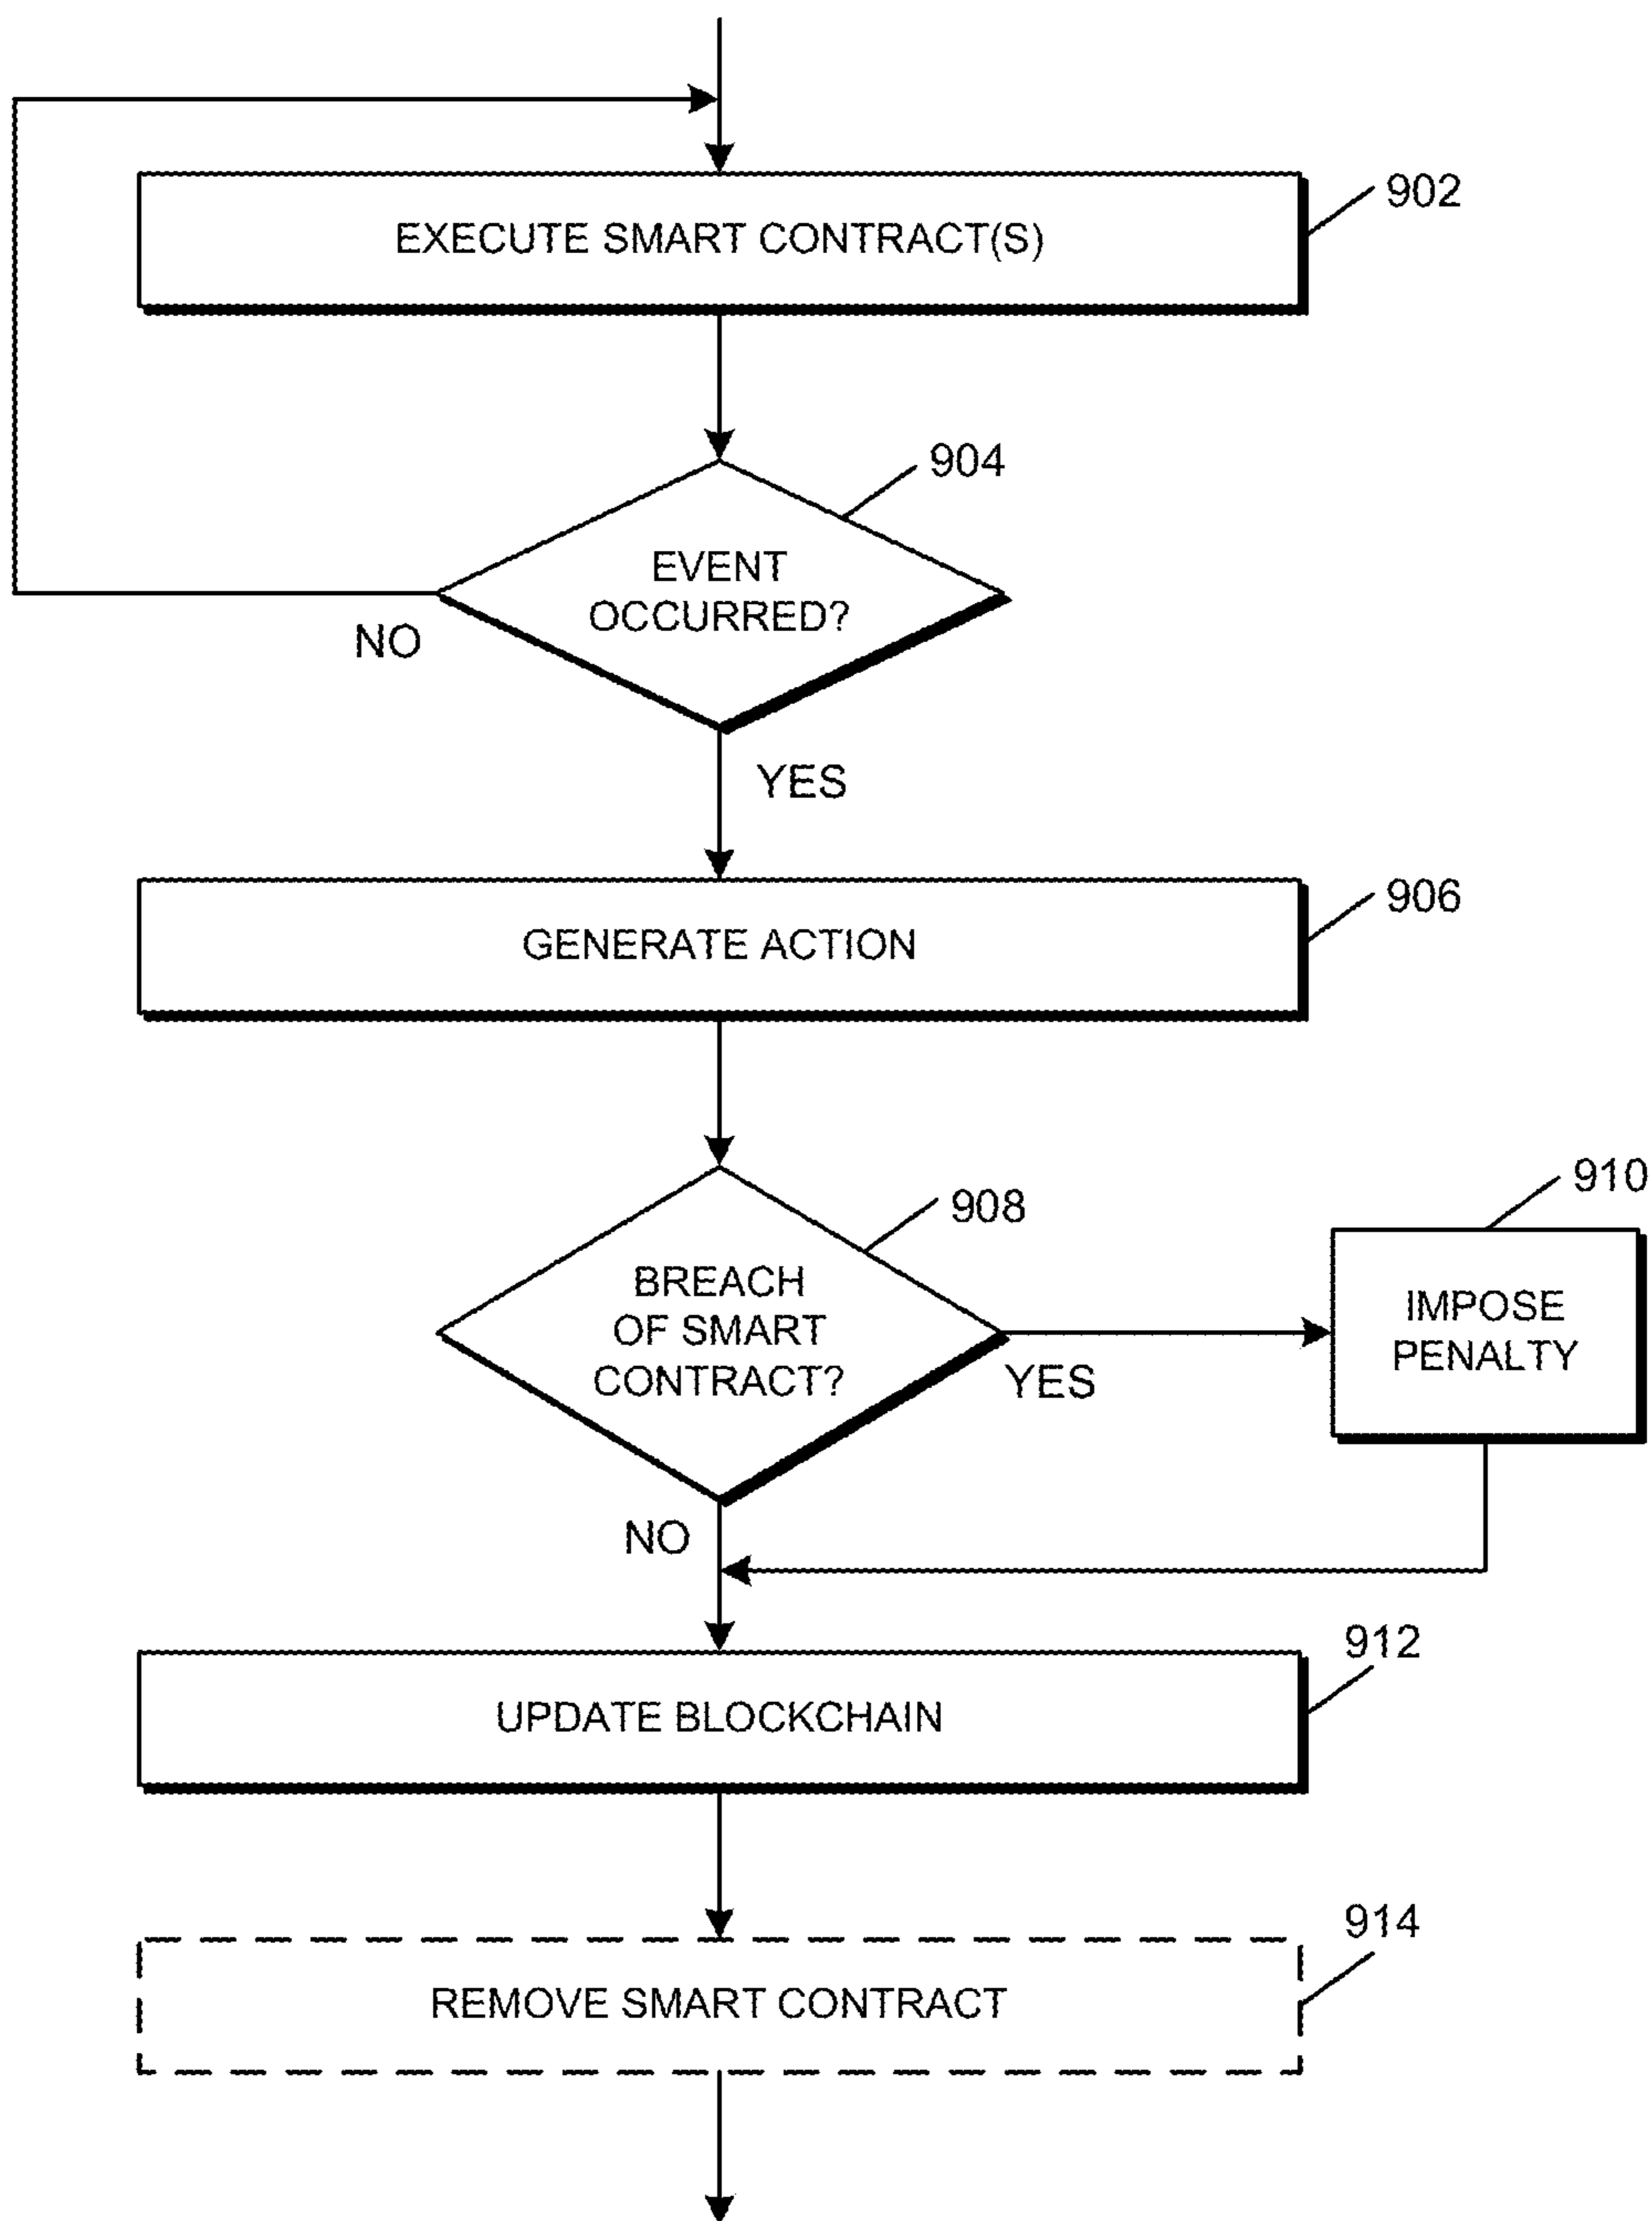 902
EXECUTE SMART CONTRACT(S)
904
EVENT
OCCURRED?
NO
YES
906
GENERATE ACTION
908
BREACH
OF SMART
CONTRACT?
YES
910
IMPOSE
PENALTY
NO
912
UPDATE BLOCKCHAIN
914
REMOVE SMART CONTRACT